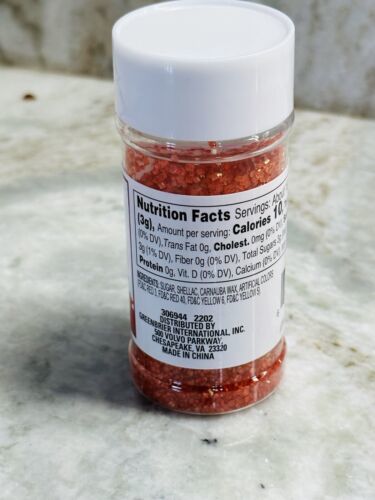 Nutrition Facts Servings: About
(3g), Amount per serving: Calories 10,
(0% DV), Trans Fat 0g, Cholest. 0mg (0% DV),
3g (1% DV), Fiber 0g (0% DV), Total Sugars 3g
Protein 0g, Vit. D (0% DV), Calcium (0% DV)
INGREDIENTS: SUGAR, SHELLAC, CARNAUBA WAX, ARTIFICIAL COLORS
(FD&C RED 3, FD&C RED 40, FD&C YELLOW 6, FD&C YELLOW 5).
306944 2202
DISTRIBUTED BY
GREENBRIER INTERNATIONAL, INC.
500 VOLVO PARKWAY,
CHESAPEAKE, VA 23320
MADE IN CHINA